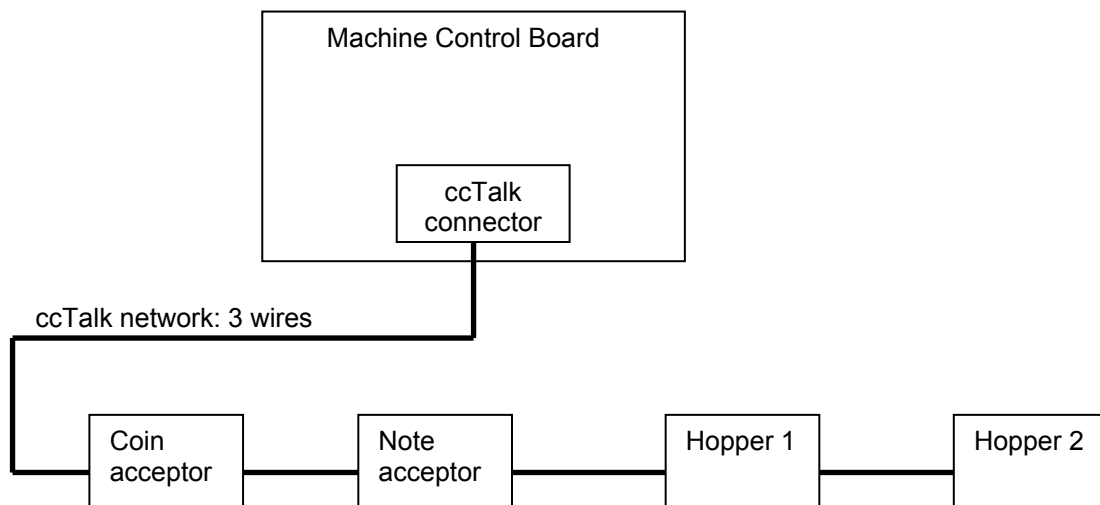 Machine Control Board
ccTalk
connector
ccTalk network: 3 wires
Coin
acceptor
Note
acceptor
Hopper 1
Hopper 2